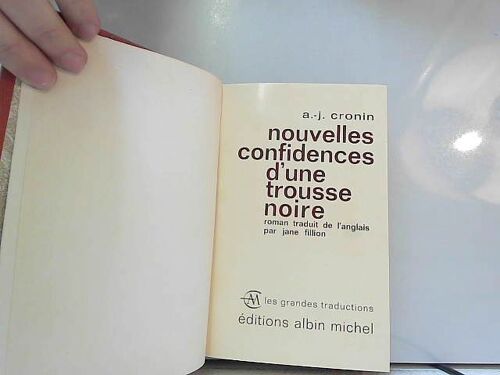 a.-j. cronin
nouvelles
confidences
d'une
trousse
noire
roman traduit de l'anglais
par jane fillion
AM les grandes traductions
éditions albin michel